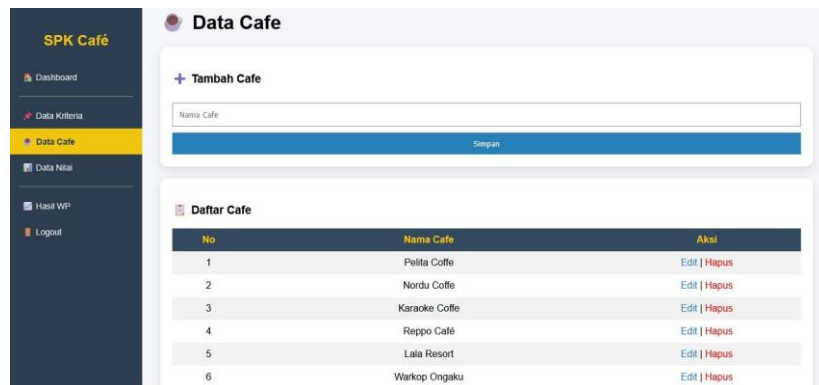 SPK Café
Dashboard
Data Kriteria
Data Cafe
Data Nilai
Hasil WP
Logout
Data Cafe
Tambah Cafe
Nama Cafe
Simpan
Daftar Cafe
No Nama Cafe Aksi
1 Pelita Coffe Edit | Hapus
2 Nordu Coffe Edit | Hapus
3 Karaoke Coffe Edit | Hapus
4 Reppo Café Edit | Hapus
5 Lala Resort Edit | Hapus
6 Warkop Ongaku Edit | Hapus